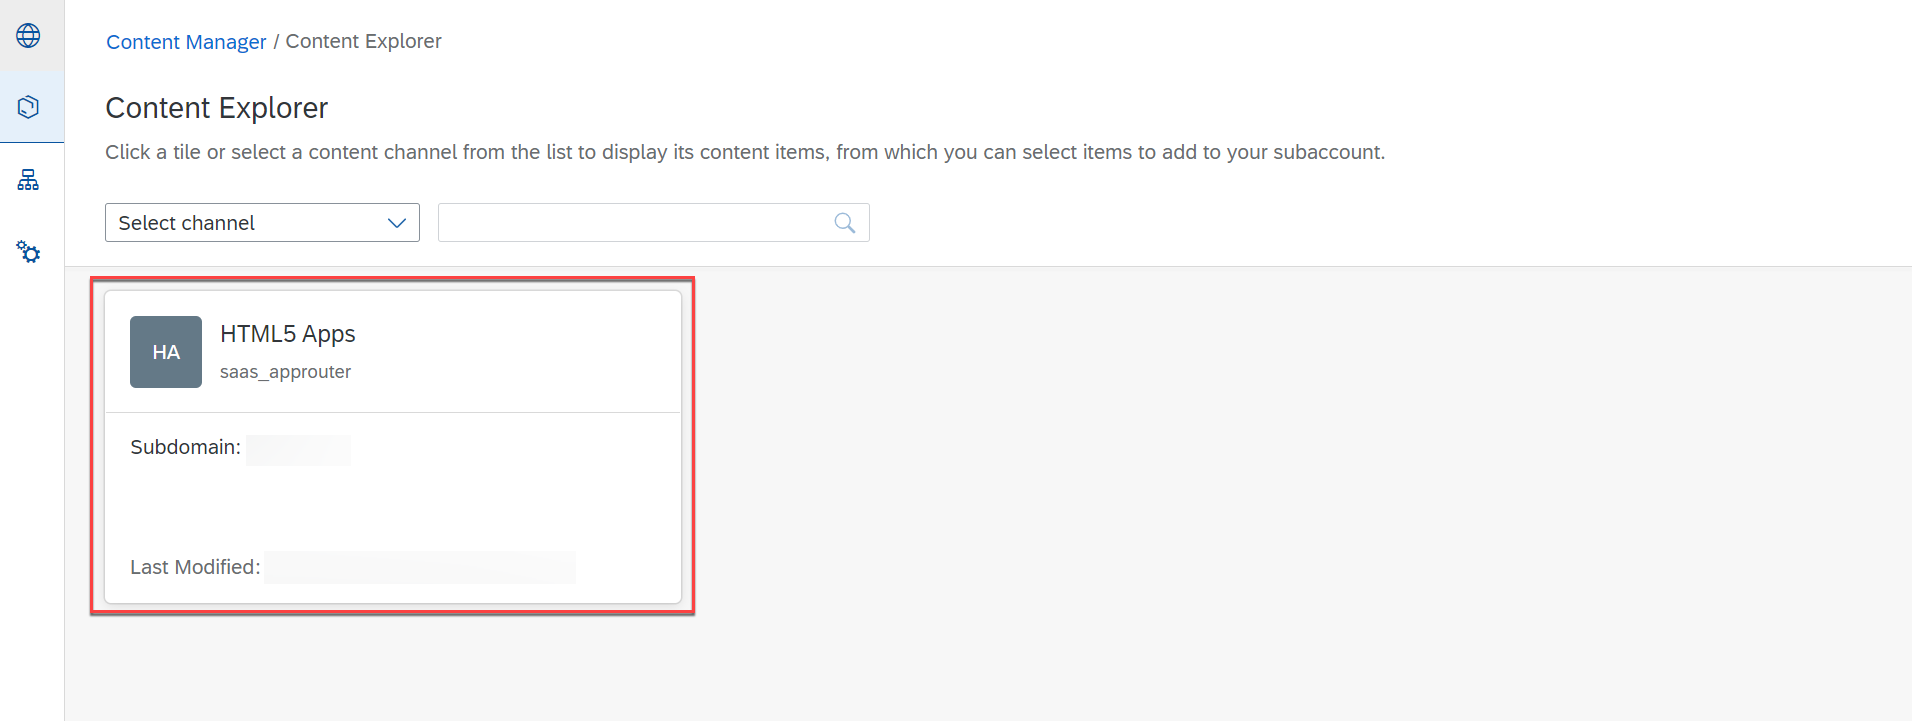 Content Manager / Content Explorer
Content Explorer
Click a tile or select a content channel from the list to display its content items, from which you can select items to add to your subaccount.
Select channel
HA
HTML5 Apps
saas_approuter
Subdomain:
Last Modified: